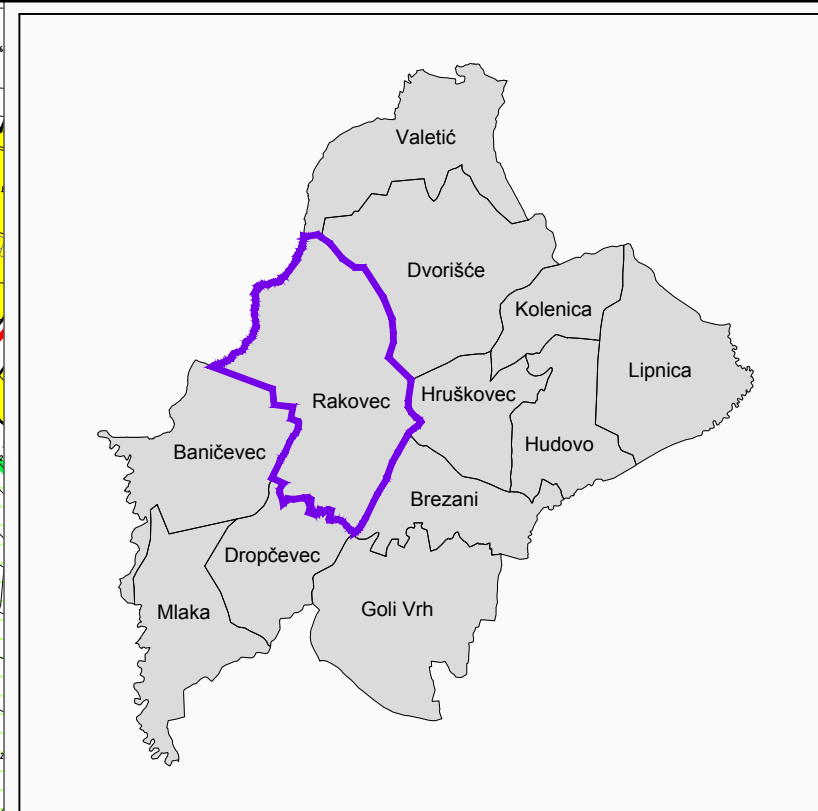 Valetić
Dvorišće
Kolenica
Lipnica
Rakovec
Hruškovec
Hudovo
Baničevec
Brezani
Dropčevec
Mlaka
Goli Vrh